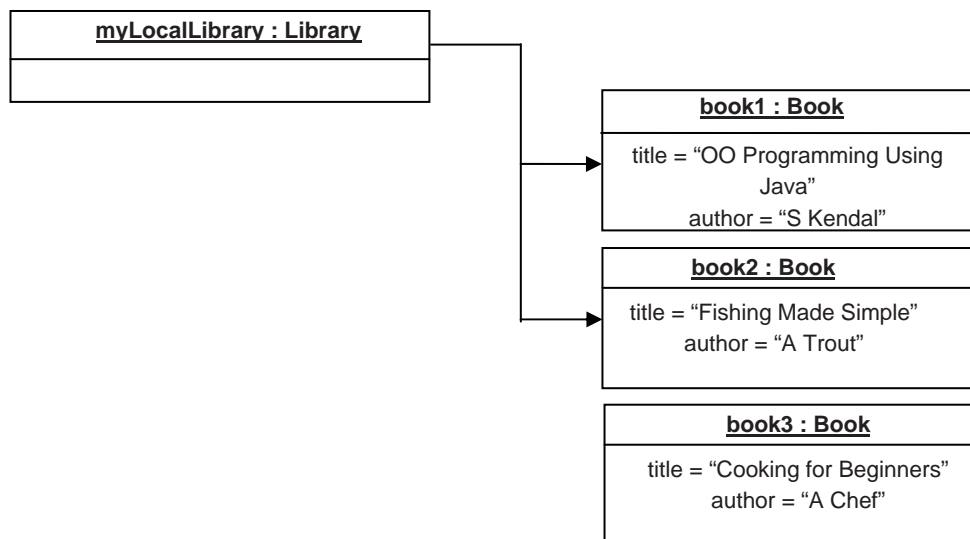 myLocalLibrary : Library
book1 : Book
title = “OO Programming Using
Java”
author = “S Kendal”
book2 : Book
title = “Fishing Made Simple”
author = “A Trout”
book3 : Book
title = “Cooking for Beginners”
author = “A Chef”